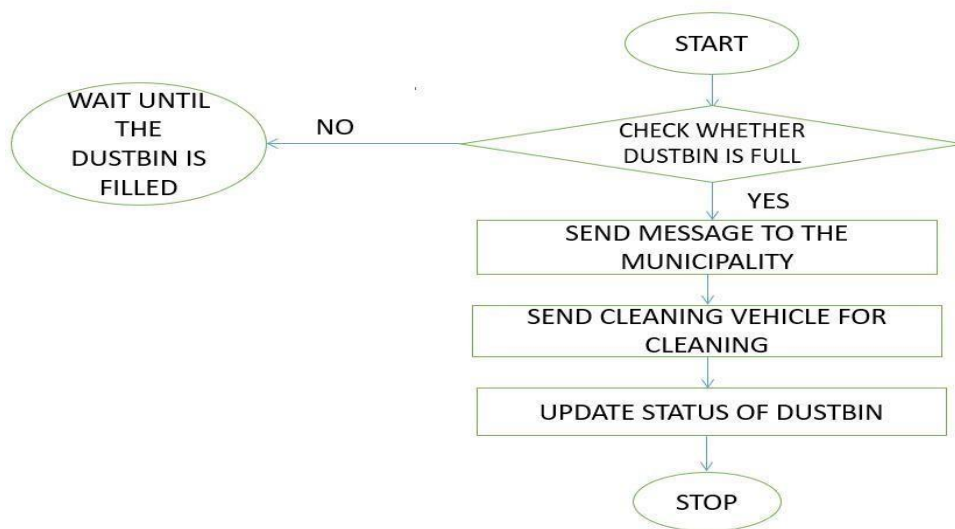 START
WAIT UNTIL
THE
DUSTBIN IS
FILLED
NO
CHECK WHETHER
DUSTBIN IS FULL
YES
SEND MESSAGE TO THE
MUNICIPALITY
SEND CLEANING VEHICLE FOR
CLEANING
UPDATE STATUS OF DUSTBIN
STOP